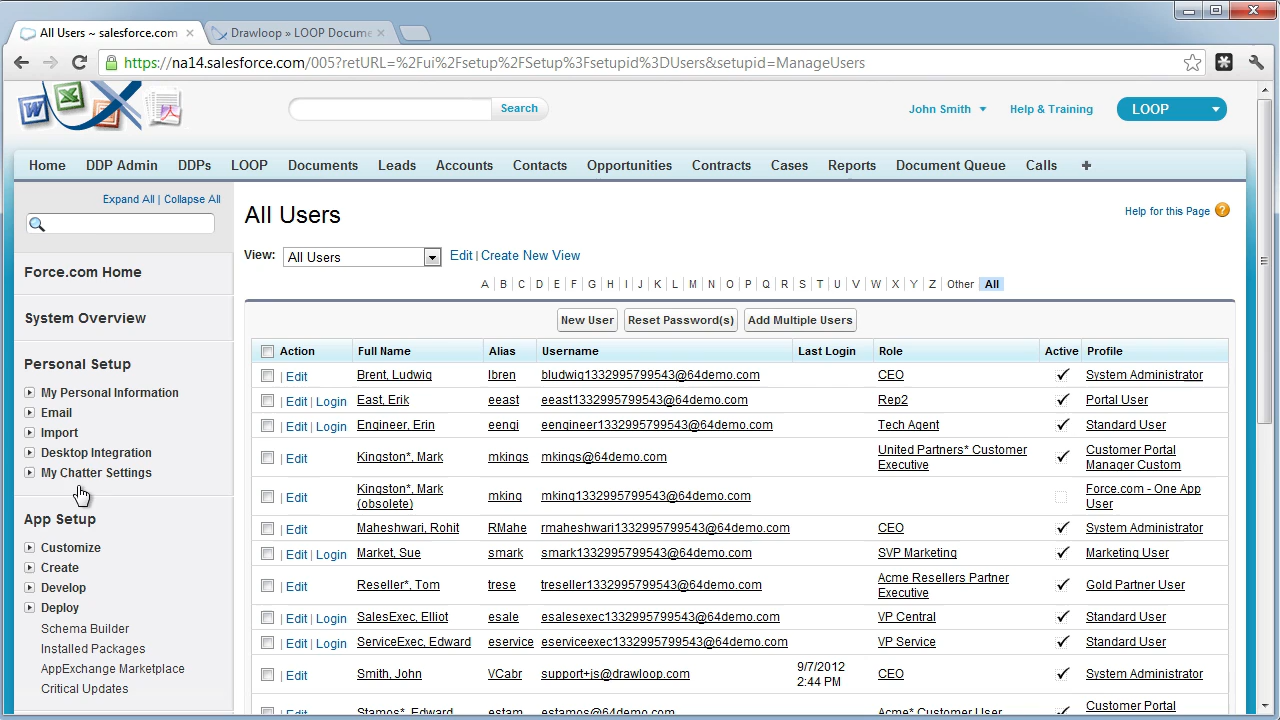 All Users ~ salesforce.com
Drawloop » LOOP Docume
https://na14.salesforce.com/005?retURL=%2Fui%2Fsetup%2FSetup%3Fsetupid%3DUsers&setupid=ManageUsers
Search
John Smith
Help & Training
LOOP
Home DDP Admin DDPs LOOP Documents Leads Accounts Contacts Opportunities Contracts Cases Reports Document Queue Calls +
Expand All | Collapse All
Force.com Home
System Overview
Personal Setup
My Personal Information
Email
Import
Desktop Integration
My Chatter Settings
App Setup
Customize
Create
Develop
Deploy
Schema Builder
Installed Packages
AppExchange Marketplace
Critical Updates
All Users
Help for this Page ?
View: All Users Edit | Create New View
A | B | C | D | E | F | G | H | I | J | K | L | M | N | O | P | Q | R | S | T | U | V | W | X | Y | Z | Other All
New User Reset Password(s) Add Multiple Users
Action Full Name Alias Username Last Login Role Active Profile
| Edit Brent, Ludwig lbren bludwig1332995799543@64demo.com CEO ✓ System Administrator
| Edit | Login East, Erik eeast eeast1332995799543@64demo.com Rep2 ✓ Portal User
| Edit | Login Engineer, Erin eengi eengineer1332995799543@64demo.com Tech Agent ✓ Standard User
| Edit Kingston*, Mark mkings mkings@64demo.com United Partners* Customer Executive ✓ Customer Portal Manager Custom
| Edit Kingston*, Mark (obsolete) mking mking1332995799543@64demo.com Force.com - One App User
| Edit Maheshwari, Rohit RMahe rmaheshwari1332995799543@64demo.com CEO ✓ System Administrator
| Edit | Login Market, Sue smark smark1332995799543@64demo.com SVP Marketing ✓ Marketing User
| Edit Reseller*, Tom trese treseller1332995799543@64demo.com Acme Resellers Partner Executive ✓ Gold Partner User
| Edit | Login SalesExec, Elliot esale esalesexec1332995799543@64demo.com VP Central ✓ Standard User
| Edit | Login ServiceExec, Edward eservice eserviceexec1332995799543@64demo.com VP Service ✓ Standard User
| Edit Smith, John VCabr support+js@drawloop.com 9/7/2012 2:44 PM CEO ✓ System Administrator
| Edit Stamos*, Edward estam estamos@64demo.com Acme* Customer User Customer Portal